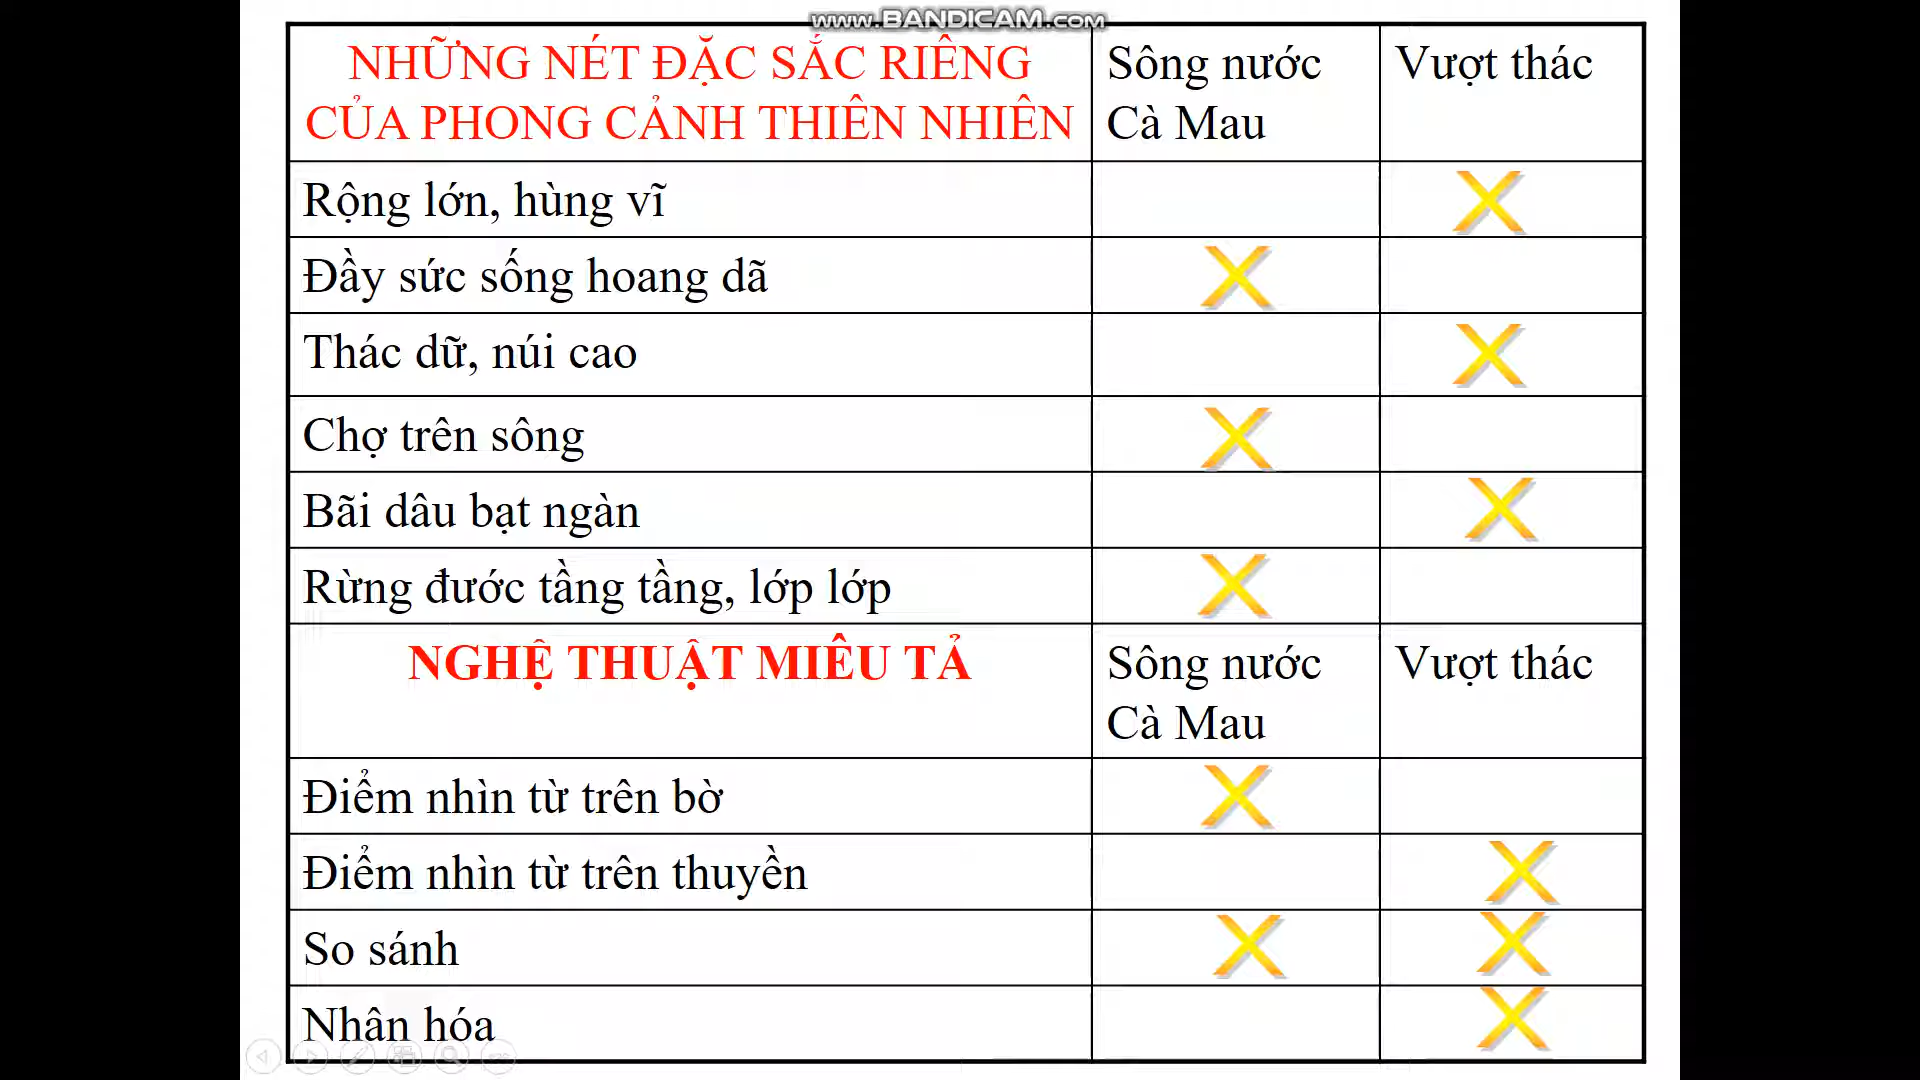 www.BANDICAM.com
NHỮNG NÉT ĐẶC SẮC RIÊNG
CỦA PHONG CẢNH THIÊN NHIÊN
Sông nước
Cà Mau
Vượt thác
Rộng lớn, hùng vĩ
Đầy sức sống hoang dã
Thác dữ, núi cao
Chợ trên sông
Bãi dâu bạt ngàn
Rừng đước tầng tầng, lớp lớp
NGHỆ THUẬT MIÊU TẢ
Sông nước
Cà Mau
Vượt thác
Điểm nhìn từ trên bờ
Điểm nhìn từ trên thuyền
So sánh
Nhân hóa